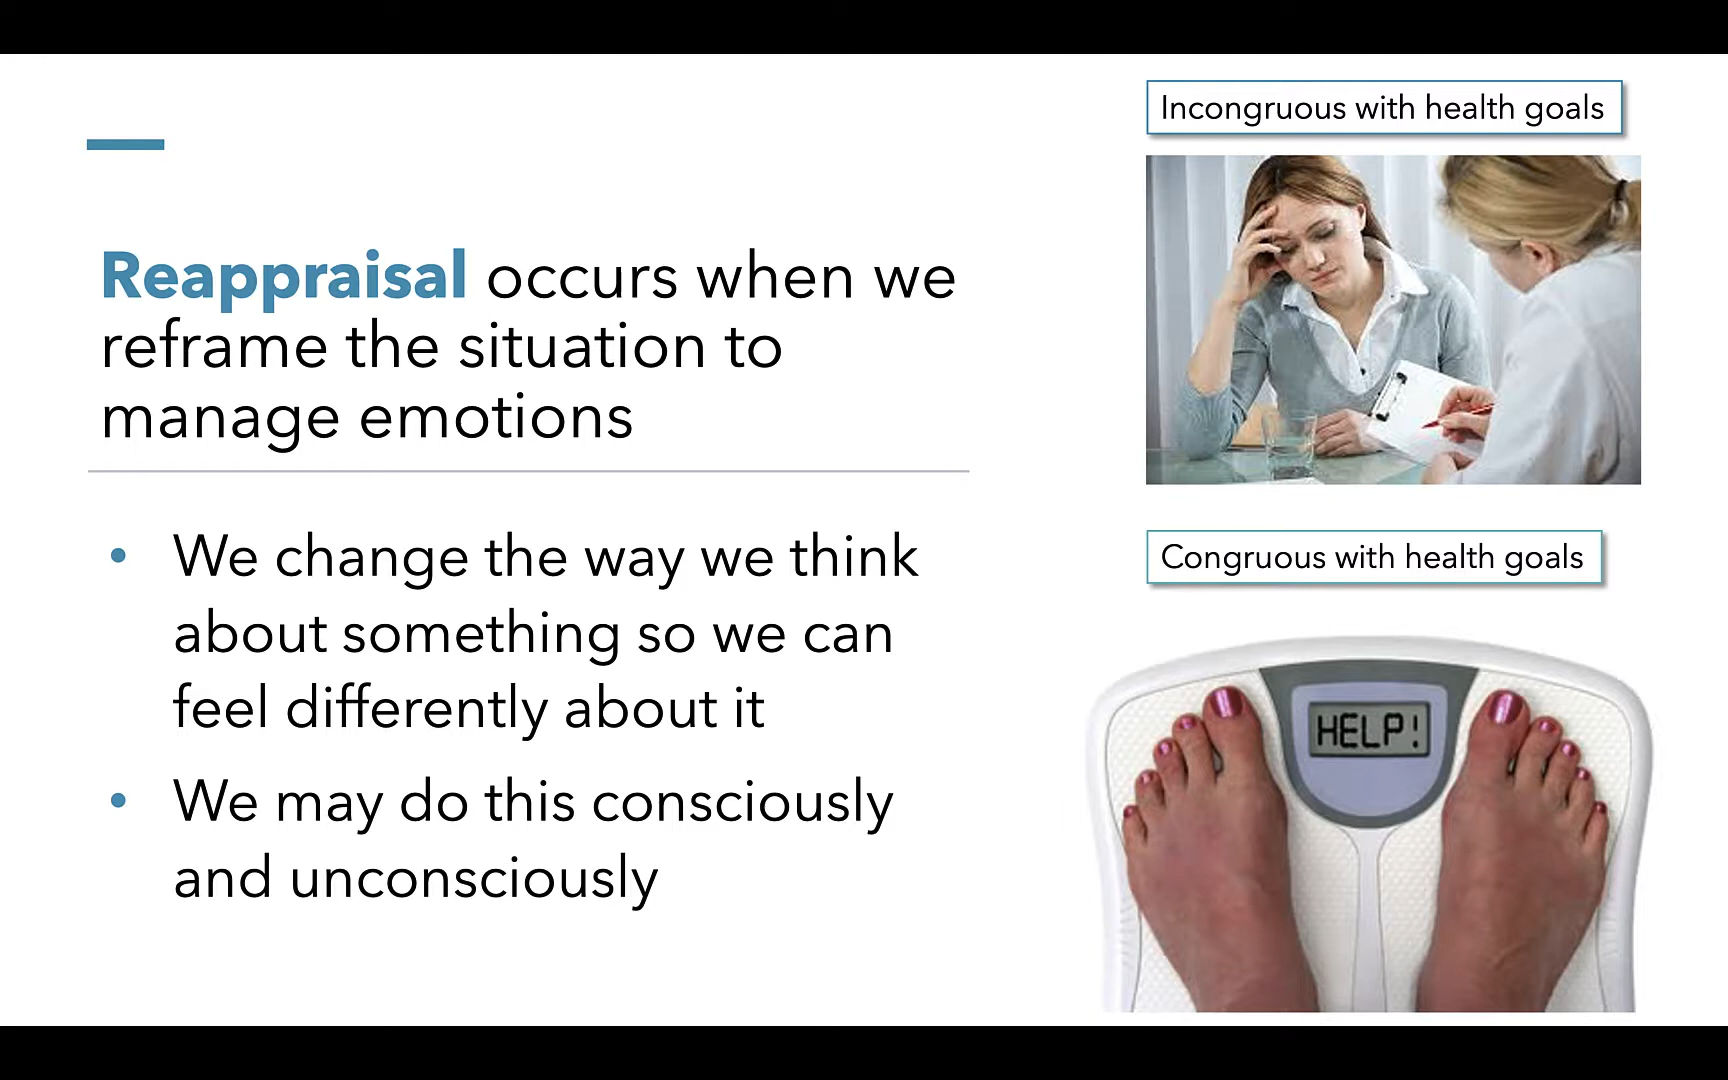 Reappraisal occurs when we
reframe the situation to
manage emotions
• We change the way we think
about something so we can
feel differently about it
• We may do this consciously
and unconsciously
Incongruous with health goals
Congruous with health goals
HELP!